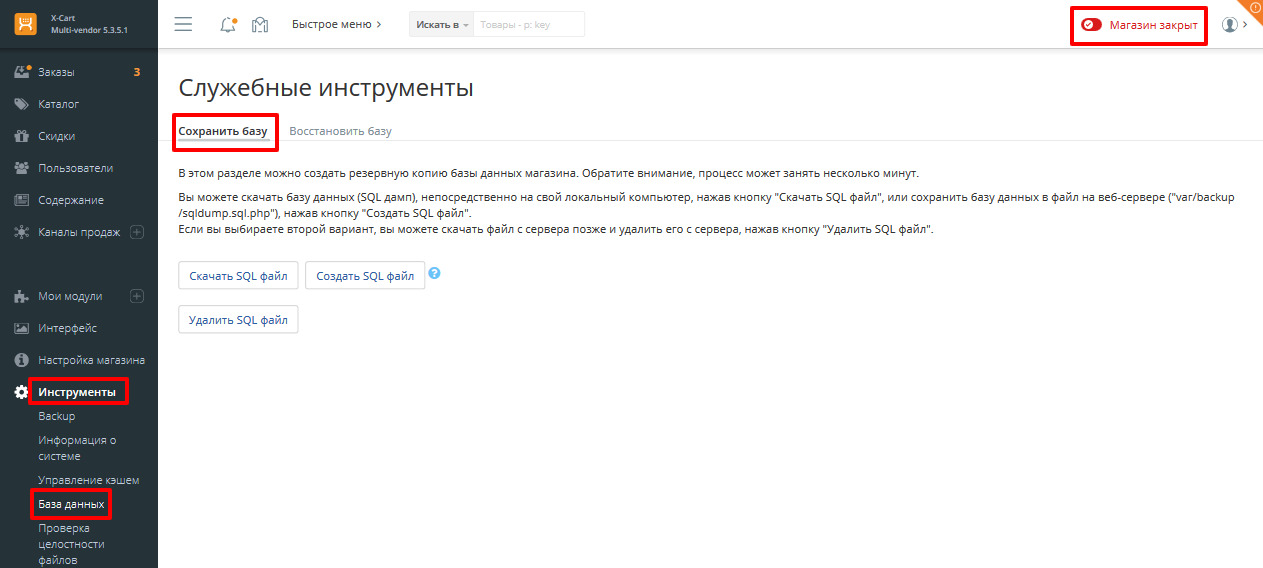 X-Cart
Multi-vendor 5.3.5.1
Быстрое меню
Искать в
Товары - p: key
Магазин закрыт
Заказы
3
Каталог
Скидки
Пользователи
Содержание
Каналы продаж
Мои модули
Интерфейс
Настройка магазина
Инструменты
Backup
Информация о
системе
Управление кэшем
База данных
Проверка
целостности
файлов
Служебные инструменты
Сохранить базу
Восстановить базу
В этом разделе можно создать резервную копию базы данных магазина. Обратите внимание, процесс может занять несколько минут.
Вы можете скачать базу данных (SQL дамп), непосредственно на свой локальный компьютер, нажав кнопку "Скачать SQL файл", или сохранить базу данных в файл на веб-сервере ("var/backup
/sqldump.sql.php"), нажав кнопку "Создать SQL файл".
Если вы выбираете второй вариант, вы можете скачать файл с сервера позже и удалить его с сервера, нажав кнопку "Удалить SQL файл".
Скачать SQL файл
Создать SQL файл
?
Удалить SQL файл